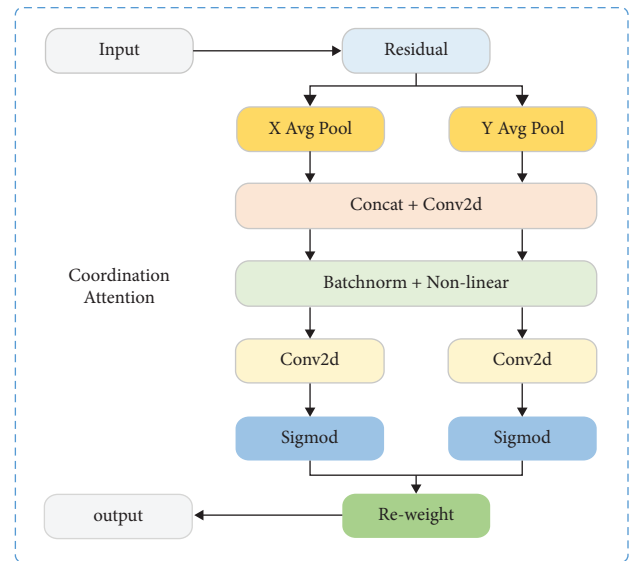 Input
Residual
X Avg Pool
Y Avg Pool
Concat + Conv2d
Coordination
Attention
Batchnorm + Non-linear
Conv2d
Conv2d
Sigmod
Sigmod
output
Re-weight